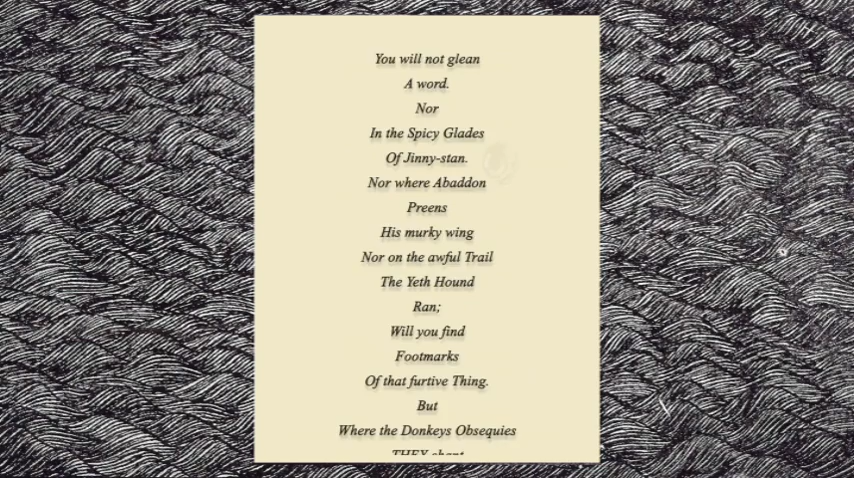 You will not glean
A word.
Nor
In the Spicy Glades
Of Jinny-stan.
Nor where Abaddon
Preens
His murky wing
Nor on the awful Trail
The Yeth Hound
Ran;
Will you find
Footmarks
Of that furtive Thing.
But
Where the Donkeys Obsequies
THEY chant